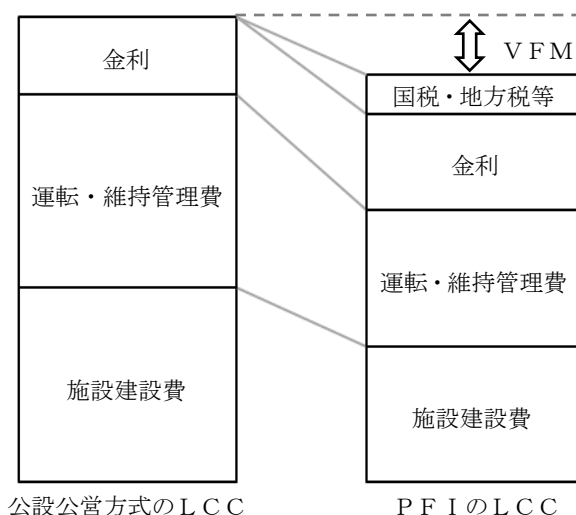 金利
運転・維持管理費
施設建設費
公設公営方式のＬＣＣ
ＶＦＭ
国税・地方税等
金利
運転・維持管理費
施設建設費
ＰＦＩのＬＣＣ